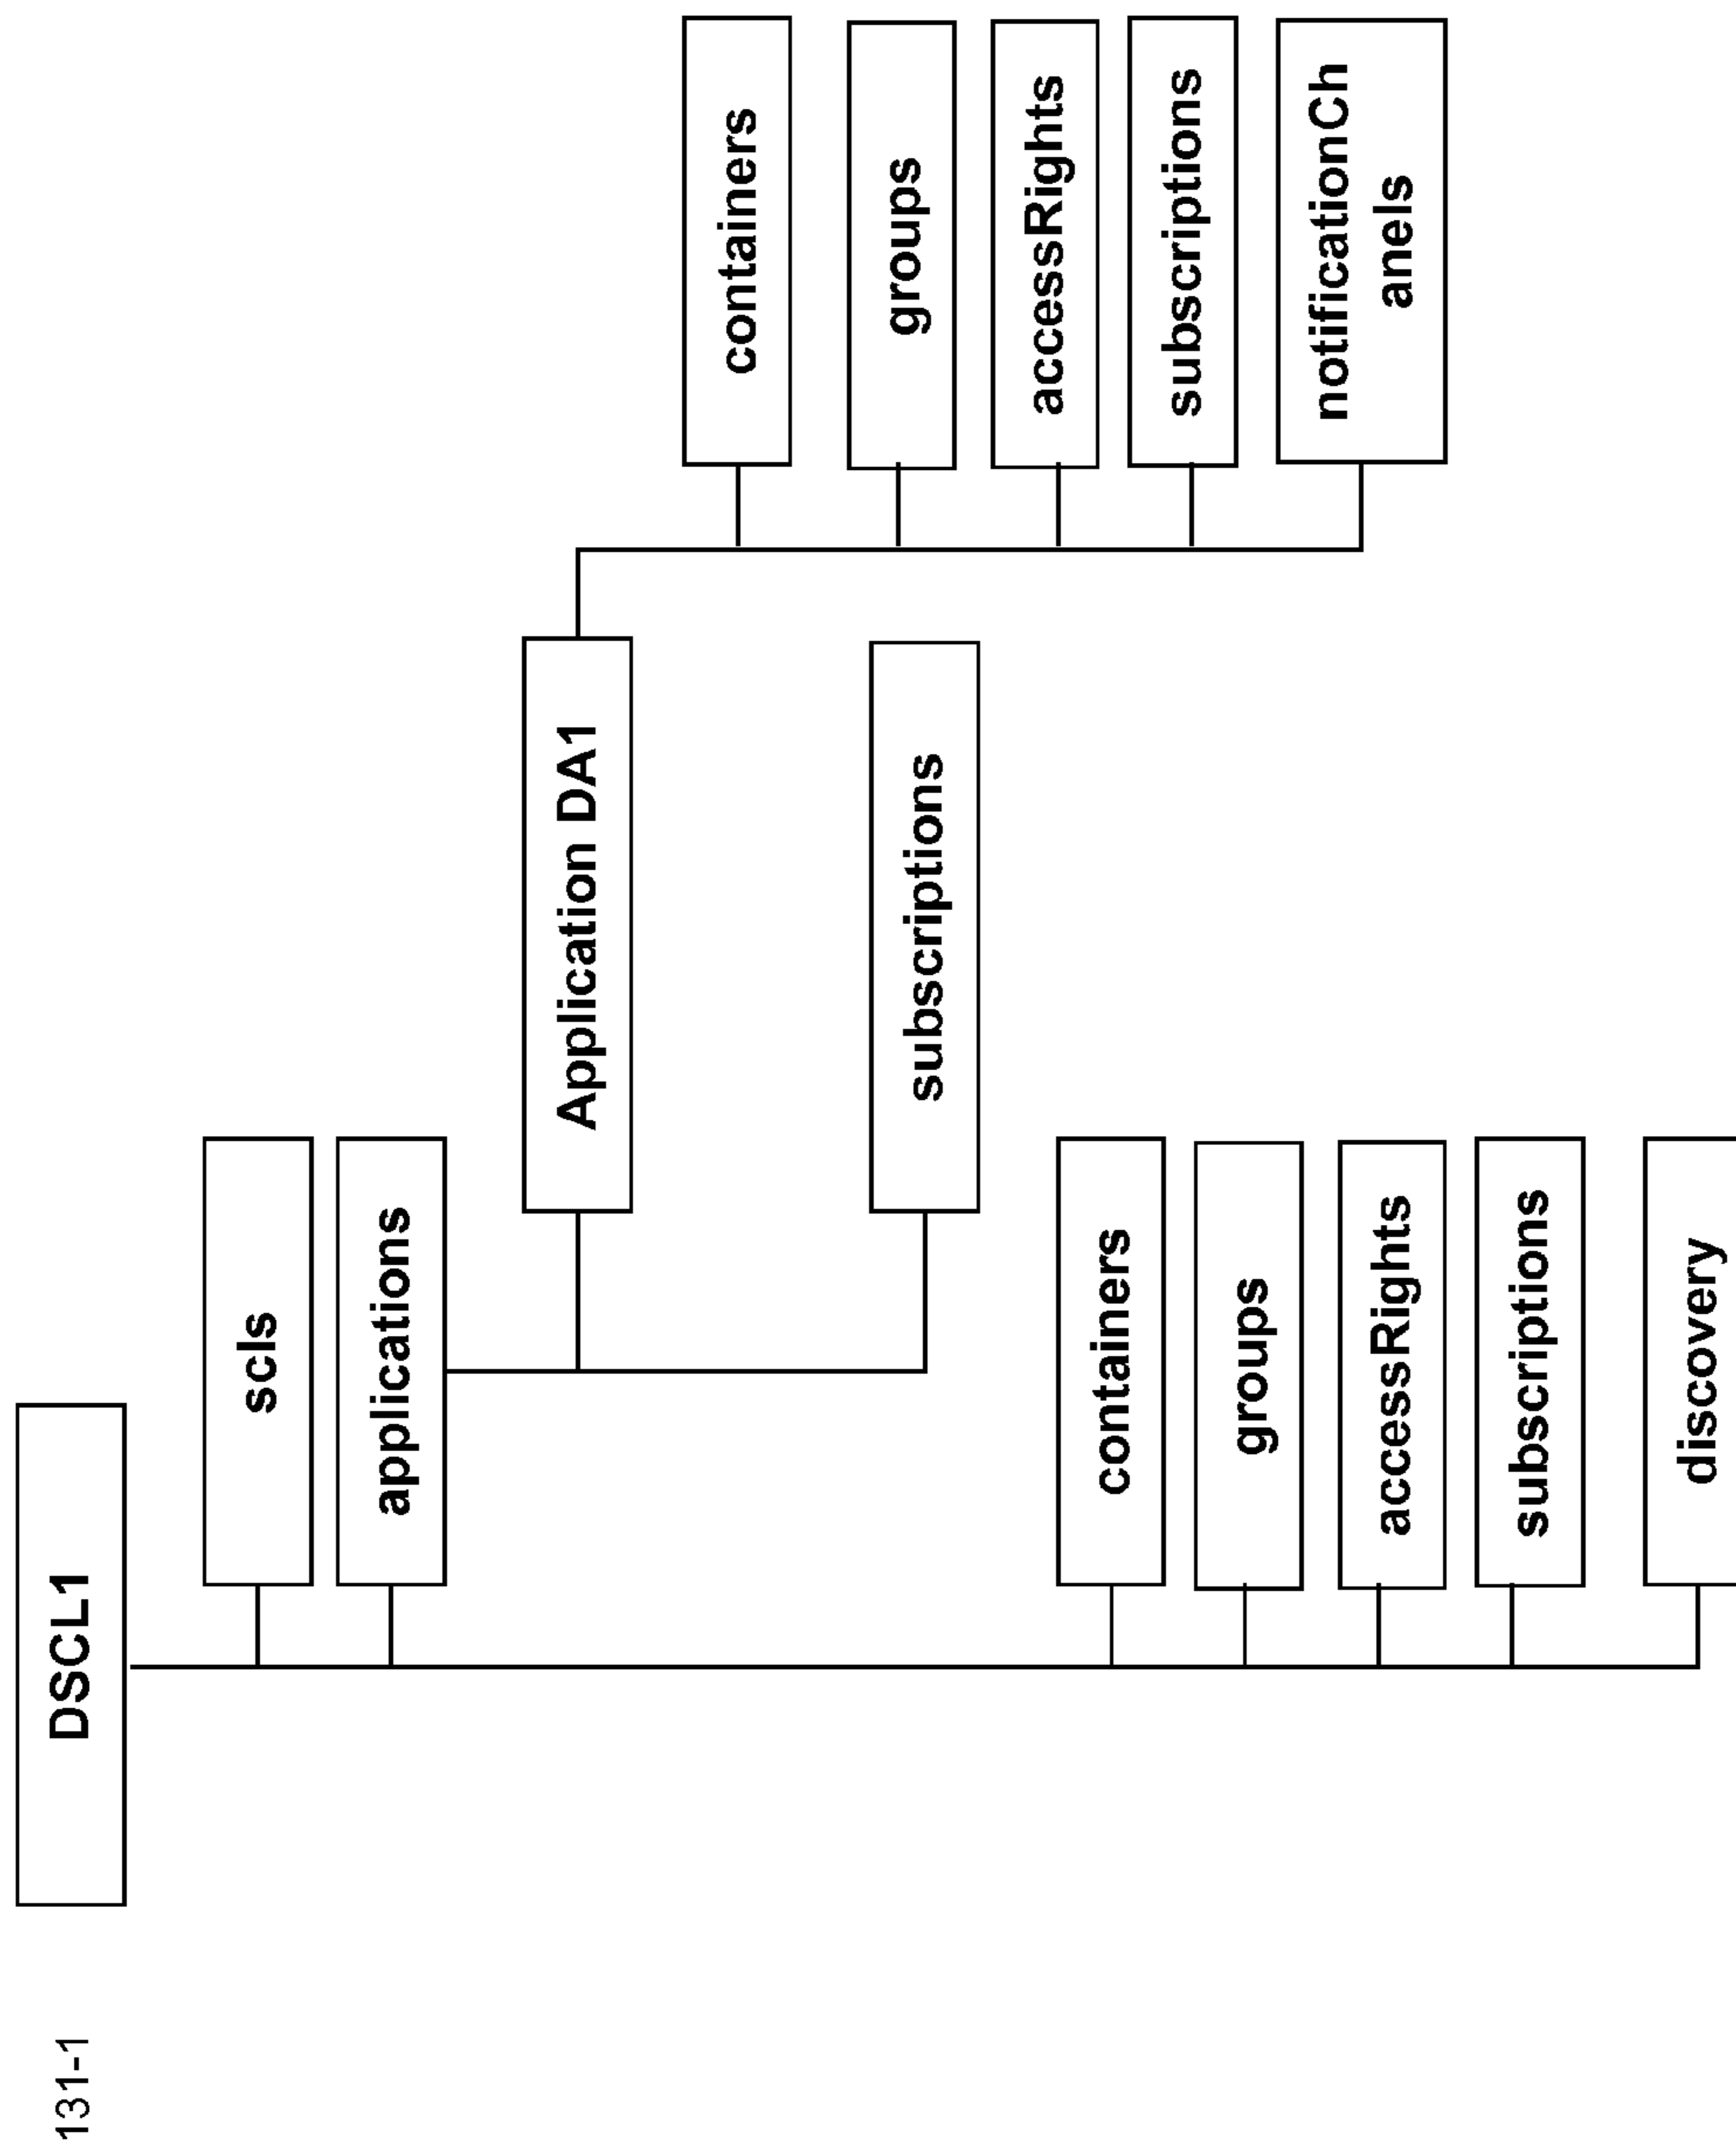 131-1
DSCL1
scls
applications
Application DA1
containers
groups
accessRights
subscriptions
notificationCh
anels
subscriptions
containers
groups
accessRights
subscriptions
discovery